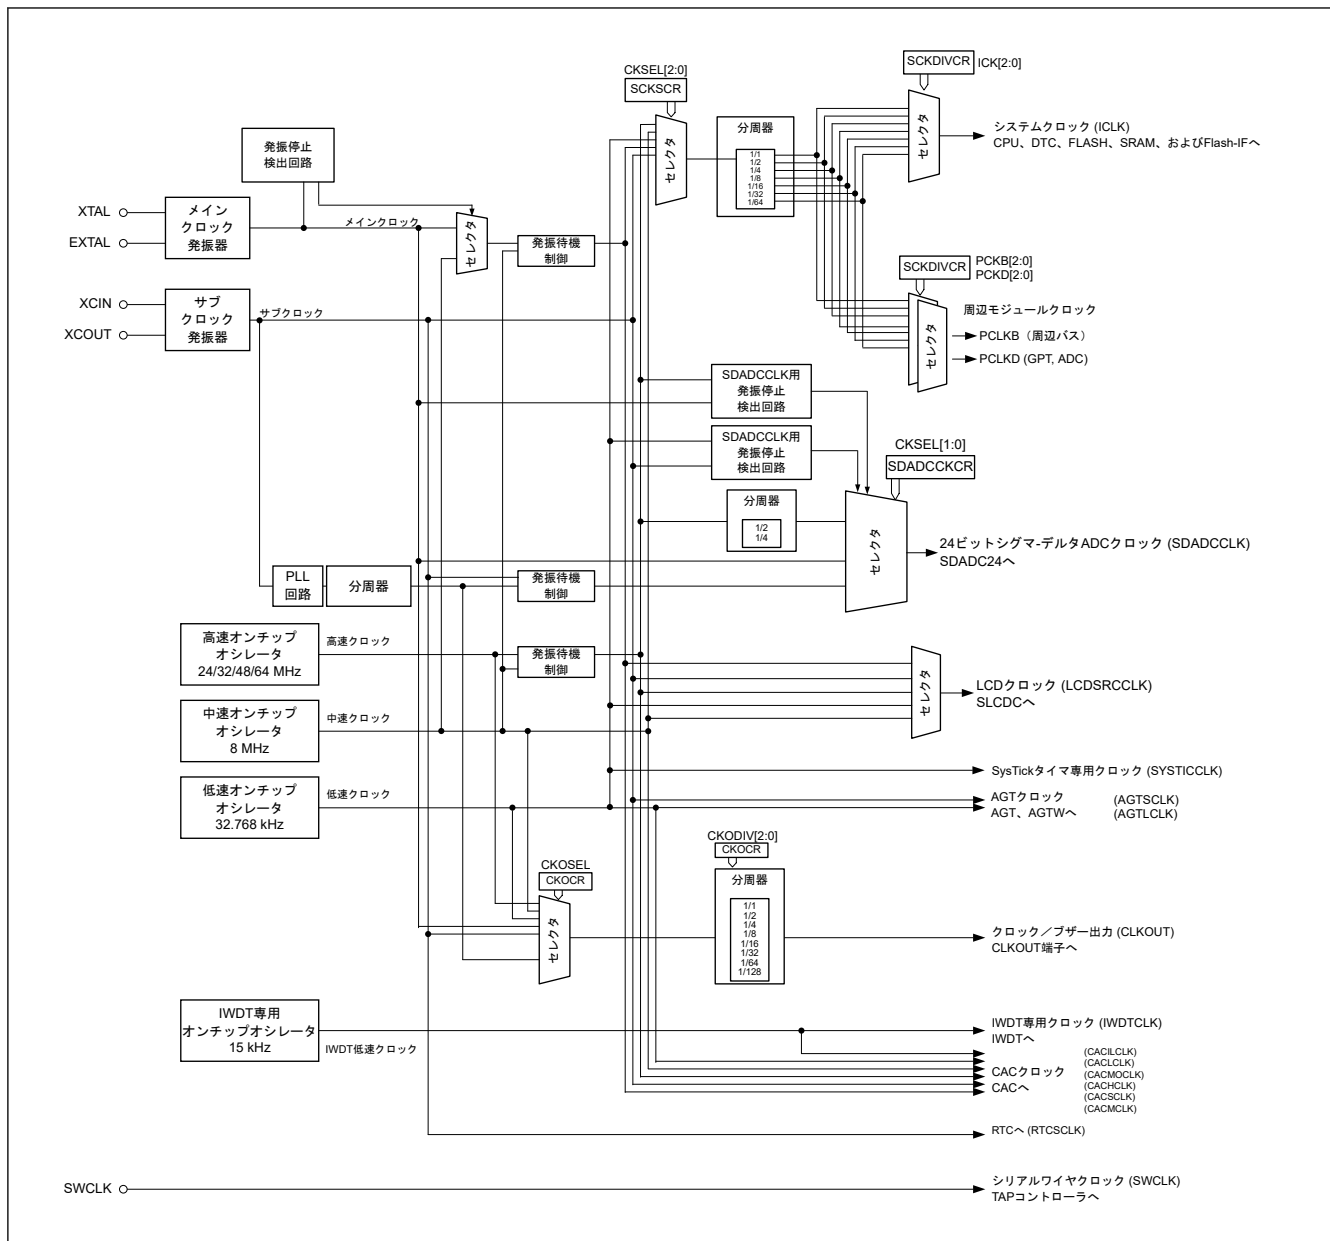 CKSEL[2:0]
SCKSCR
SCKDIVCR
ICK[2:0]
発振停止
検出回路
セレクタ
分周器
1/1
1/2
1/4
1/8
1/16
1/32
1/64
セレクタ
システムクロック (ICLK)
CPU、DTC、FLASH、SRAM、およびFlash-IFへ
XTAL
EXTAL
メイン
クロック
発振器
メインクロック
セレクタ
発振待機
制御
SCKDIVCR
PCKB[2:0]
PCKD[2:0]
XCIN
XCOUT
サブ
クロック
発振器
サブクロック
セレクタ
周辺モジュールクロック
PCLKB（周辺バス）
PCLKD (GPT, ADC)
SDADCCLK用
発振停止
検出回路
SDADCCLK用
発振停止
検出回路
CKSEL[1:0]
SDADCCKCR
分周器
1/2
1/4
セレクタ
24ビットシグマ-デルタADCクロック (SDADCCLK)
SDADC24へ
PLL
回路
分周器
発振待機
制御
高速オンチップ
オシレータ
24/32/48/64 MHz
高速クロック
発振待機
制御
セレクタ
LCDクロック (LCDSRCCLK)
SLCDCへ
中速オンチップ
オシレータ
8 MHz
中速クロック
低速オンチップ
オシレータ
32.768 kHz
低速クロック
SysTickタイマ専用クロック (SYSTICCLK)
AGTクロック (AGTSCLK)
AGT、AGTWへ (AGTLCLK)
CKOSEL
CKOCR
セレクタ
CKODIV[2:0]
CKOCR
分周器
1/1
1/2
1/4
1/8
1/16
1/32
1/64
1/128
クロック／ブザー出力 (CLKOUT)
CLKOUT端子へ
IWDT専用
オンチップオシレータ
15 kHz
IWDT低速クロック
IWDT専用クロック (IWDTCLK)
IWDTへ
CACクロック
CACへ
(CACILCLK)
(CACLCLK)
(CACMOCLK)
(CACHCLK)
(CACSCLK)
(CACMCLK)
RTCへ (RTCSCLK)
SWCLK
シリアルワイヤクロック (SWCLK)
TAPコントローラへ